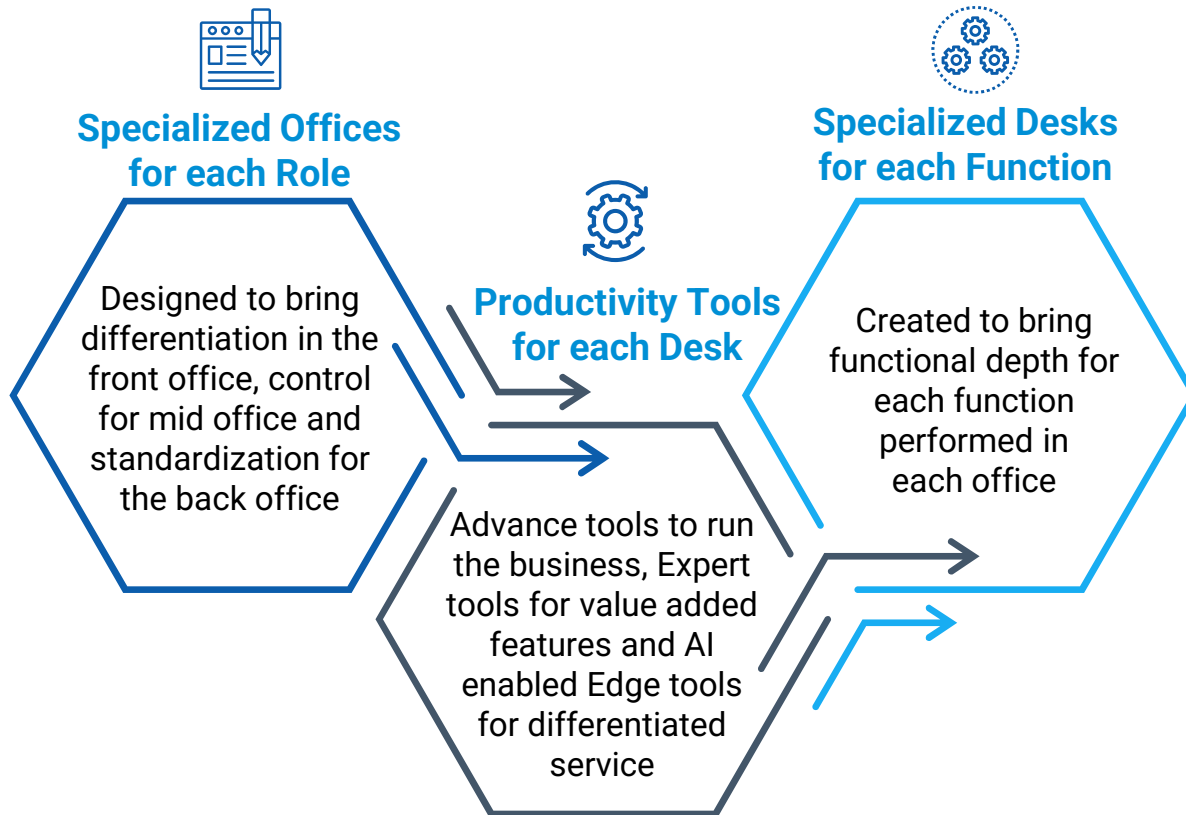 Specialized Offices
for each Role
Designed to bring
differentiation in the
front office, control
for mid office and
standardization for
the back office
Productivity Tools
for each Desk
Advance tools to run
the business, Expert
tools for value added
features and AI
enabled Edge tools
for differentiated
service
Specialized Desks
for each Function
Created to bring
functional depth for
each function
performed in
each office